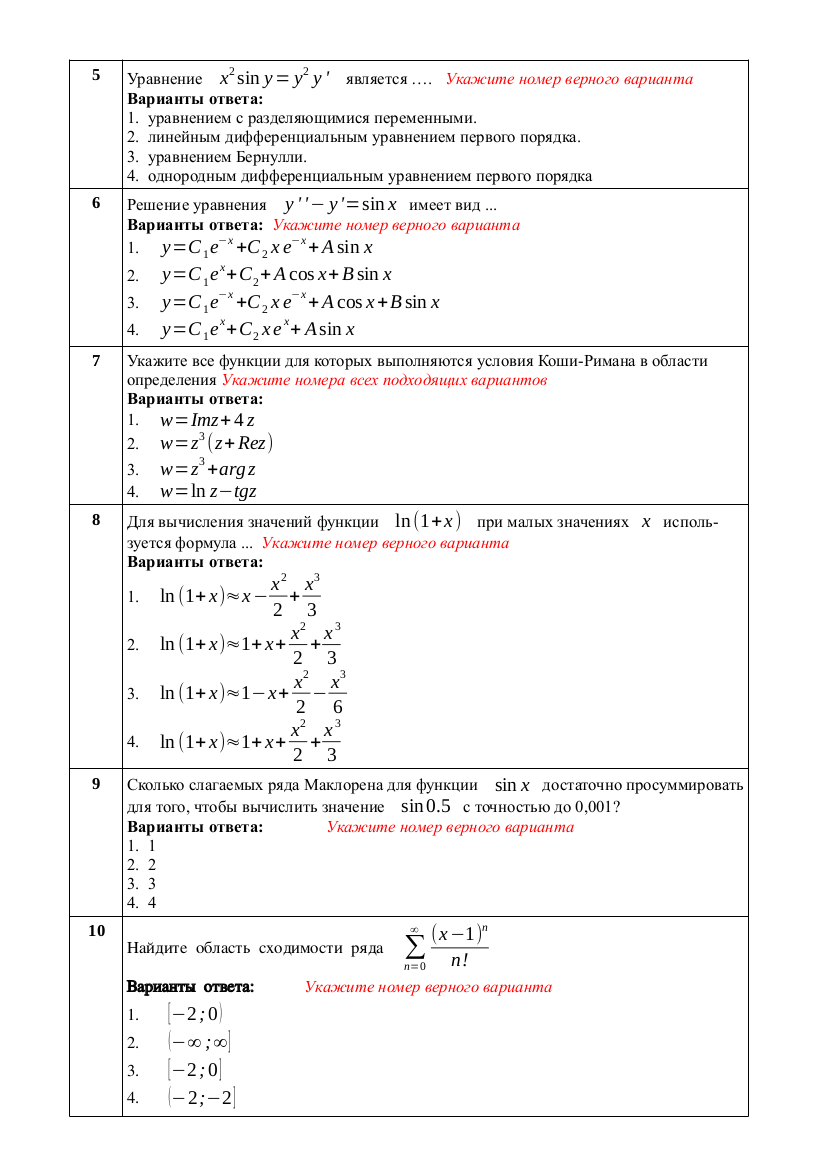 5
Уравнение x² sin y = y² y ' является …. Укажите номер верного варианта
Варианты ответа:
1. уравнением с разделяющимися переменными.
2. линейным дифференциальным уравнением первого порядка.
3. уравнением Бернулли.
4. однородным дифференциальным уравнением первого порядка
6
Решение уравнения y ' ' − y ' = sin x имеет вид ...
Варианты ответа: Укажите номер верного варианта
1. y = C₁ e^{−x} + C₂ x e^{−x} + A sin x
2. y = C₁ e^{x} + C₂ + A cos x + B sin x
3. y = C₁ e^{−x} + C₂ x e^{−x} + A cos x + B sin x
4. y = C₁ e^{x} + C₂ x e^{x} + A sin x
7
Укажите все функции для которых выполняются условия Коши-Римана в области
определения Укажите номера всех подходящих вариантов
Варианты ответа:
1. w = Imz + 4 z
2. w = z³ (z + Rez)
3. w = z³ + arg z
4. w = ln z − tgz
8
Для вычисления значений функции ln(1+x) при малых значениях x исполь-
зуется формула ... Укажите номер верного варианта
Варианты ответа:
1. ln(1+x) ≈ x − x²/2 + x³/3
2. ln(1+x) ≈ 1 + x + x²/2 + x³/3
3. ln(1+x) ≈ 1 − x + x²/2 − x³/6
4. ln(1+x) ≈ 1 + x + x²/2 + x³/3
9
Сколько слагаемых ряда Маклорена для функции sin x достаточно просуммировать
для того, чтобы вычислить значение sin 0.5 с точностью до 0,001?
Варианты ответа: Укажите номер верного варианта
1. 1
2. 2
3. 3
4. 4
10
Найдите область сходимости ряда ∑_{n=0}^{∞} (x−1)ⁿ/n!
Варианты ответа: Укажите номер верного варианта
1. [−2 ; 0)
2. (−∞ ; ∞]
3. [−2 ; 0]
4. (−2 ; −2]